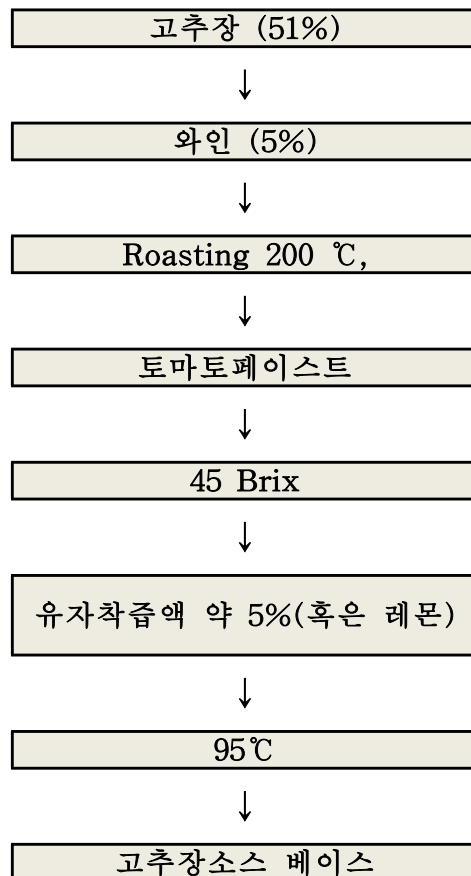 고추장 (51%)
↓
와인 (5%)
↓
Roasting 200 ℃,
↓
토마토페이스트
↓
45 Brix
↓
유자착즙액 약 5%(혹은 레몬)
↓
95℃
↓
고추장소스 베이스